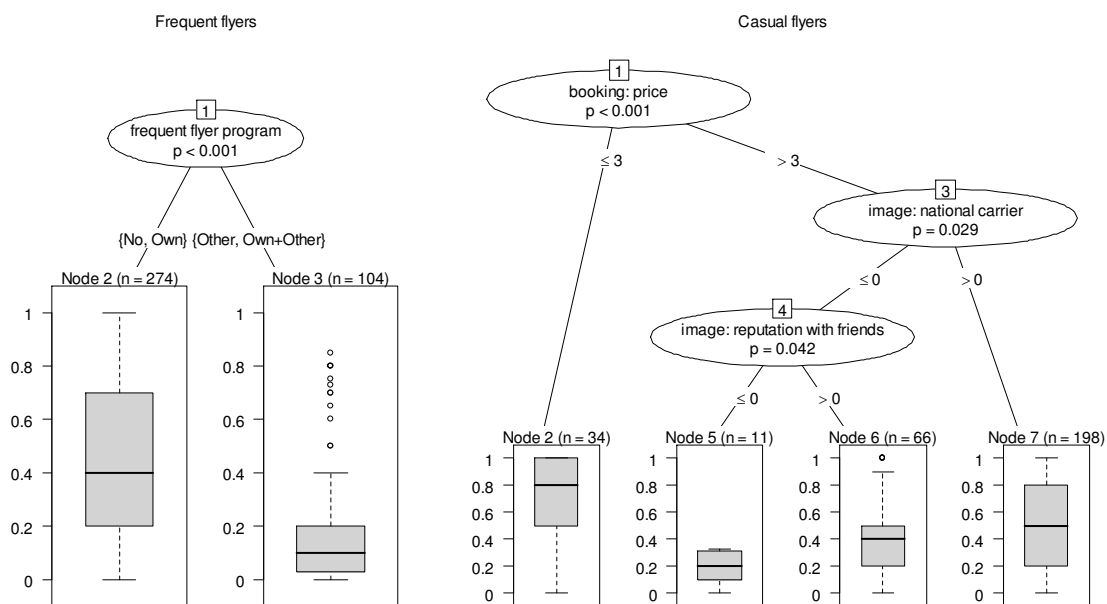 Frequent flyers
1
frequent flyer program
p < 0.001
{No, Own} {Other, Own+Other}
Node 2 (n = 274)
1
0.8
0.6
0.4
0.2
0
Node 3 (n = 104)
1
0.8
0.6
0.4
0.2
0
Casual flyers
1
booking: price
p < 0.001
≤ 3
> 3
3
image: national carrier
p = 0.029
≤ 0
> 0
4
image: reputation with friends
p = 0.042
≤ 0
> 0
Node 2 (n = 34)
1
0.8
0.6
0.4
0.2
0
Node 5 (n = 11)
1
0.8
0.6
0.4
0.2
0
Node 6 (n = 66)
1
0.8
0.6
0.4
0.2
0
Node 7 (n = 198)
1
0.8
0.6
0.4
0.2
0